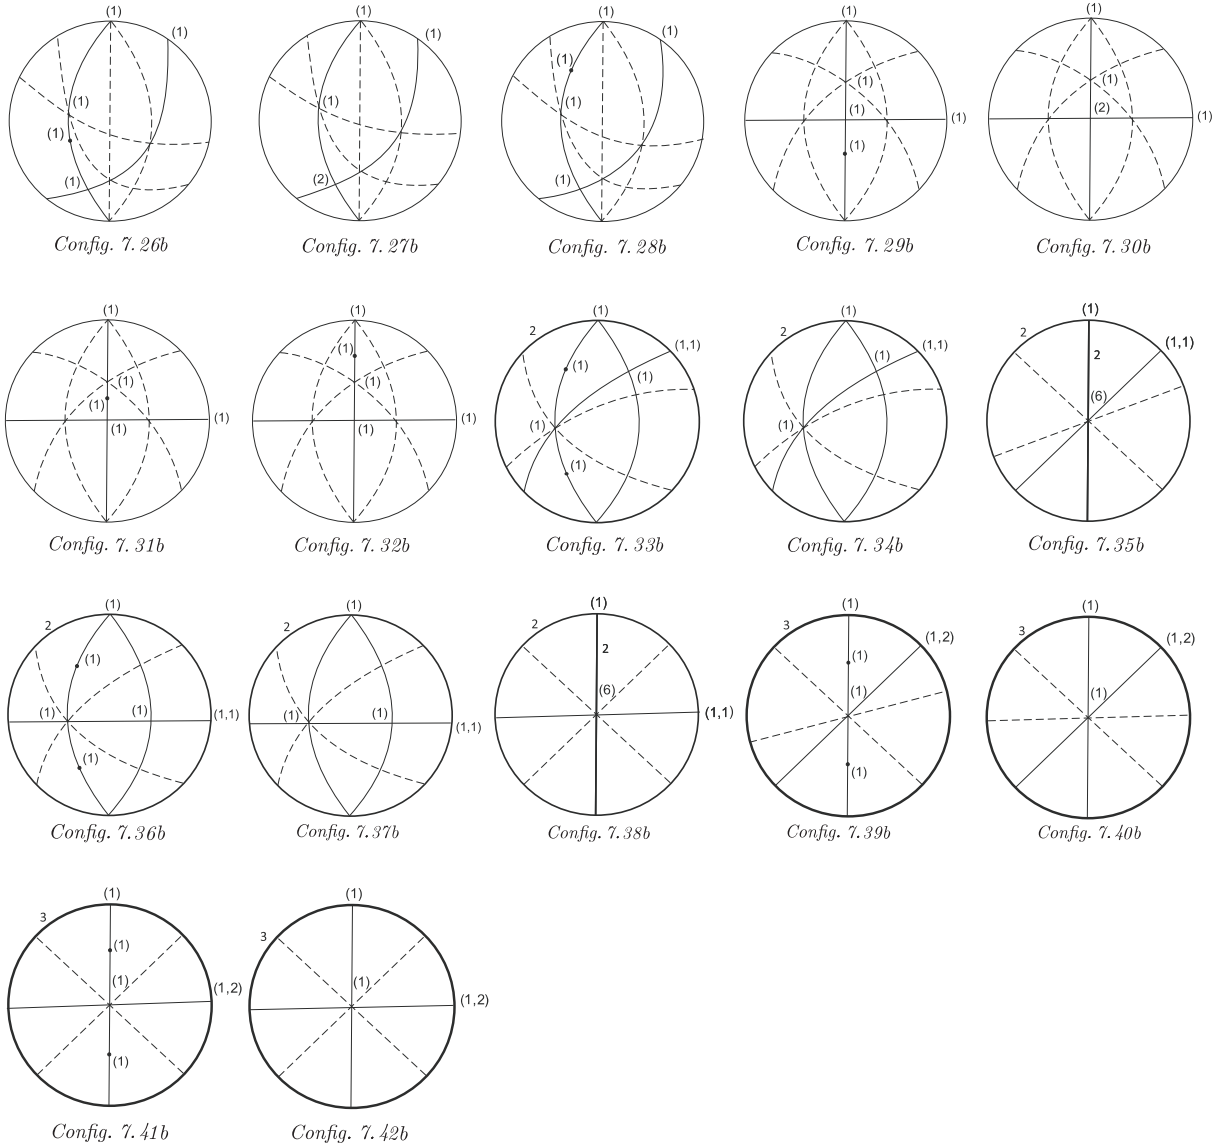 (1) (1) (1) (1) (1) (1)
(1) (1) (1)
(1) (1) (1) (1) (1)
(1) (1) (2) (1)
(1) (1)
(1) (2) (1)
Config. 7.26b Config. 7.27b Config. 7.28b Config. 7.29b Config. 7.30b
(1) (1) (1) (1) (1)
2 (1,1) 2 (1,1) 2 (1,1)
(1) (1) (1) 2
(1) (1) (1) (1) (6)
(1) (1) (1) (1) (1) (1)
(1)
Config. 7.31b Config. 7.32b Config. 7.33b Config. 7.34b Config. 7.35b
(1) (1) (1) (1) (1)
2 2 2 3 (1,2) 3 (1,2)
(1) 2 (1)
(1) (1) (1,1) (1) (1) (1,1) (6) (1,1) (1) (1)
(1) (1)
Config. 7.36b Config. 7.37b Config. 7.38b Config. 7.39b Config. 7.40b
(1) (1)
3 3
(1)
(1) (1,2) (1) (1,2)
(1)
Config. 7.41b Config. 7.42b